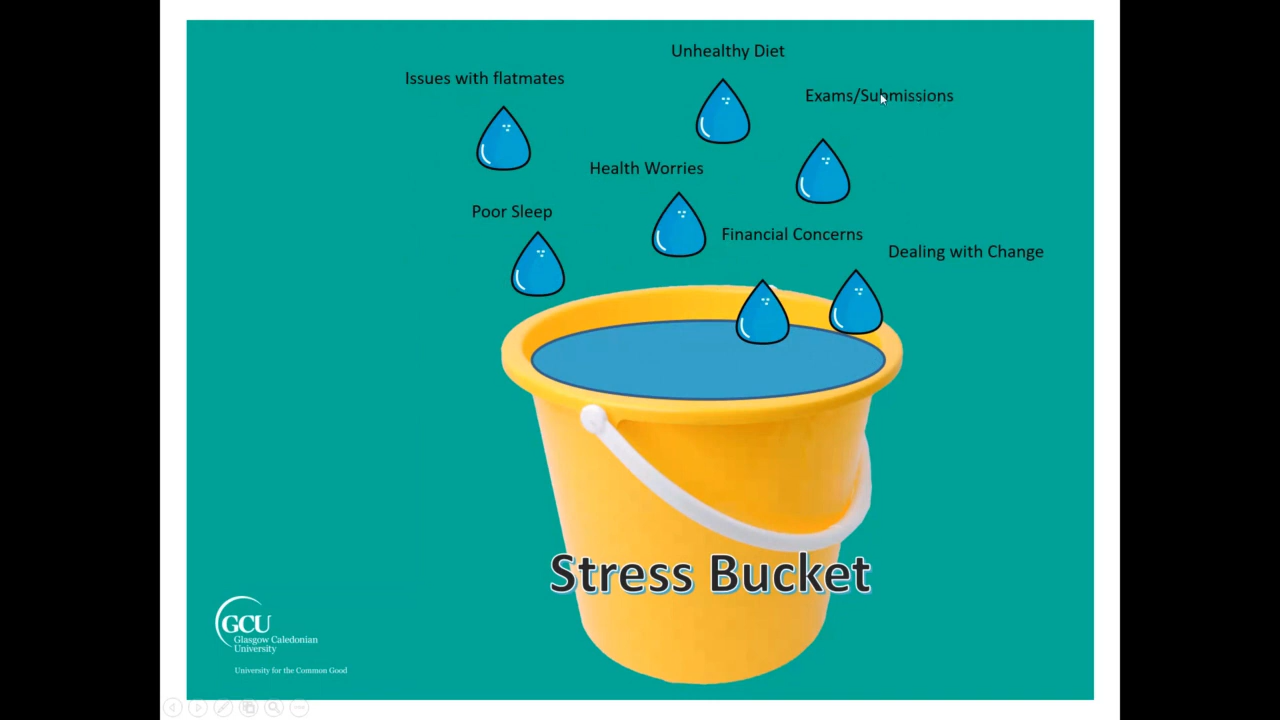 Unhealthy Diet
Issues with flatmates
Exams/Submissions
Health Worries
Poor Sleep
Financial Concerns
Dealing with Change
Stress Bucket
GCU
Glasgow Caledonian
University
University for the Common Good